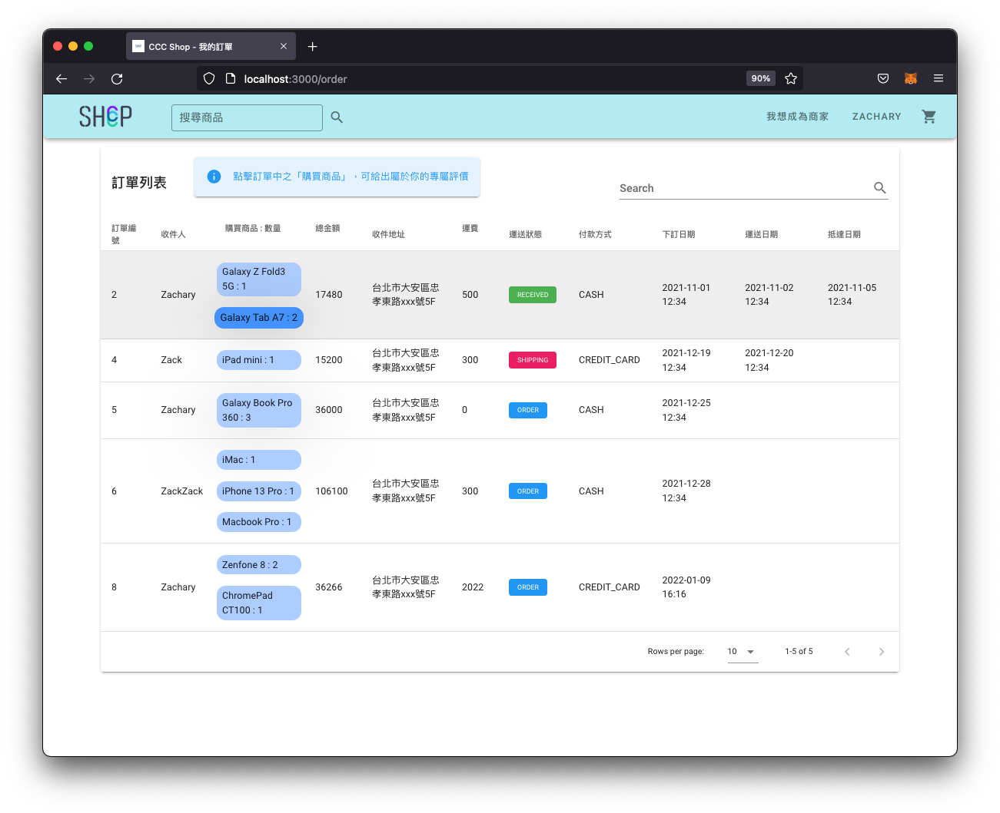 CCC Shop - 我的訂單
localhost:3000/order
90%
SHCP
搜尋商品
我想成為商家
ZACHARY
訂單列表
點擊訂單中之「購買商品」，可給出屬於你的專屬評價
Search
訂單編
號
收件人
購買商品 : 數量
總金額
收件地址
運費
運送狀態
付款方式
下訂日期
運送日期
抵達日期
2
Zachary
Galaxy Z Fold3
5G : 1
Galaxy Tab A7 : 2
17480
台北市大安區忠
孝東路xxx號5F
500
RECEIVED
CASH
2021-11-01
12:34
2021-11-02
12:34
2021-11-05
12:34
4
Zack
iPad mini : 1
15200
台北市大安區忠
孝東路xxx號5F
300
SHIPPING
CREDIT_CARD
2021-12-19
12:34
2021-12-20
12:34
5
Zachary
Galaxy Book Pro
360 : 3
36000
台北市大安區忠
孝東路xxx號5F
0
ORDER
CASH
2021-12-25
12:34
6
ZackZack
iMac : 1
iPhone 13 Pro : 1
Macbook Pro : 1
106100
台北市大安區忠
孝東路xxx號5F
300
ORDER
CASH
2021-12-28
12:34
8
Zachary
Zenfone 8 : 2
ChromePad
CT100 : 1
36266
台北市大安區忠
孝東路xxx號5F
2022
ORDER
CREDIT_CARD
2022-01-09
16:16
Rows per page:
10
1-5 of 5